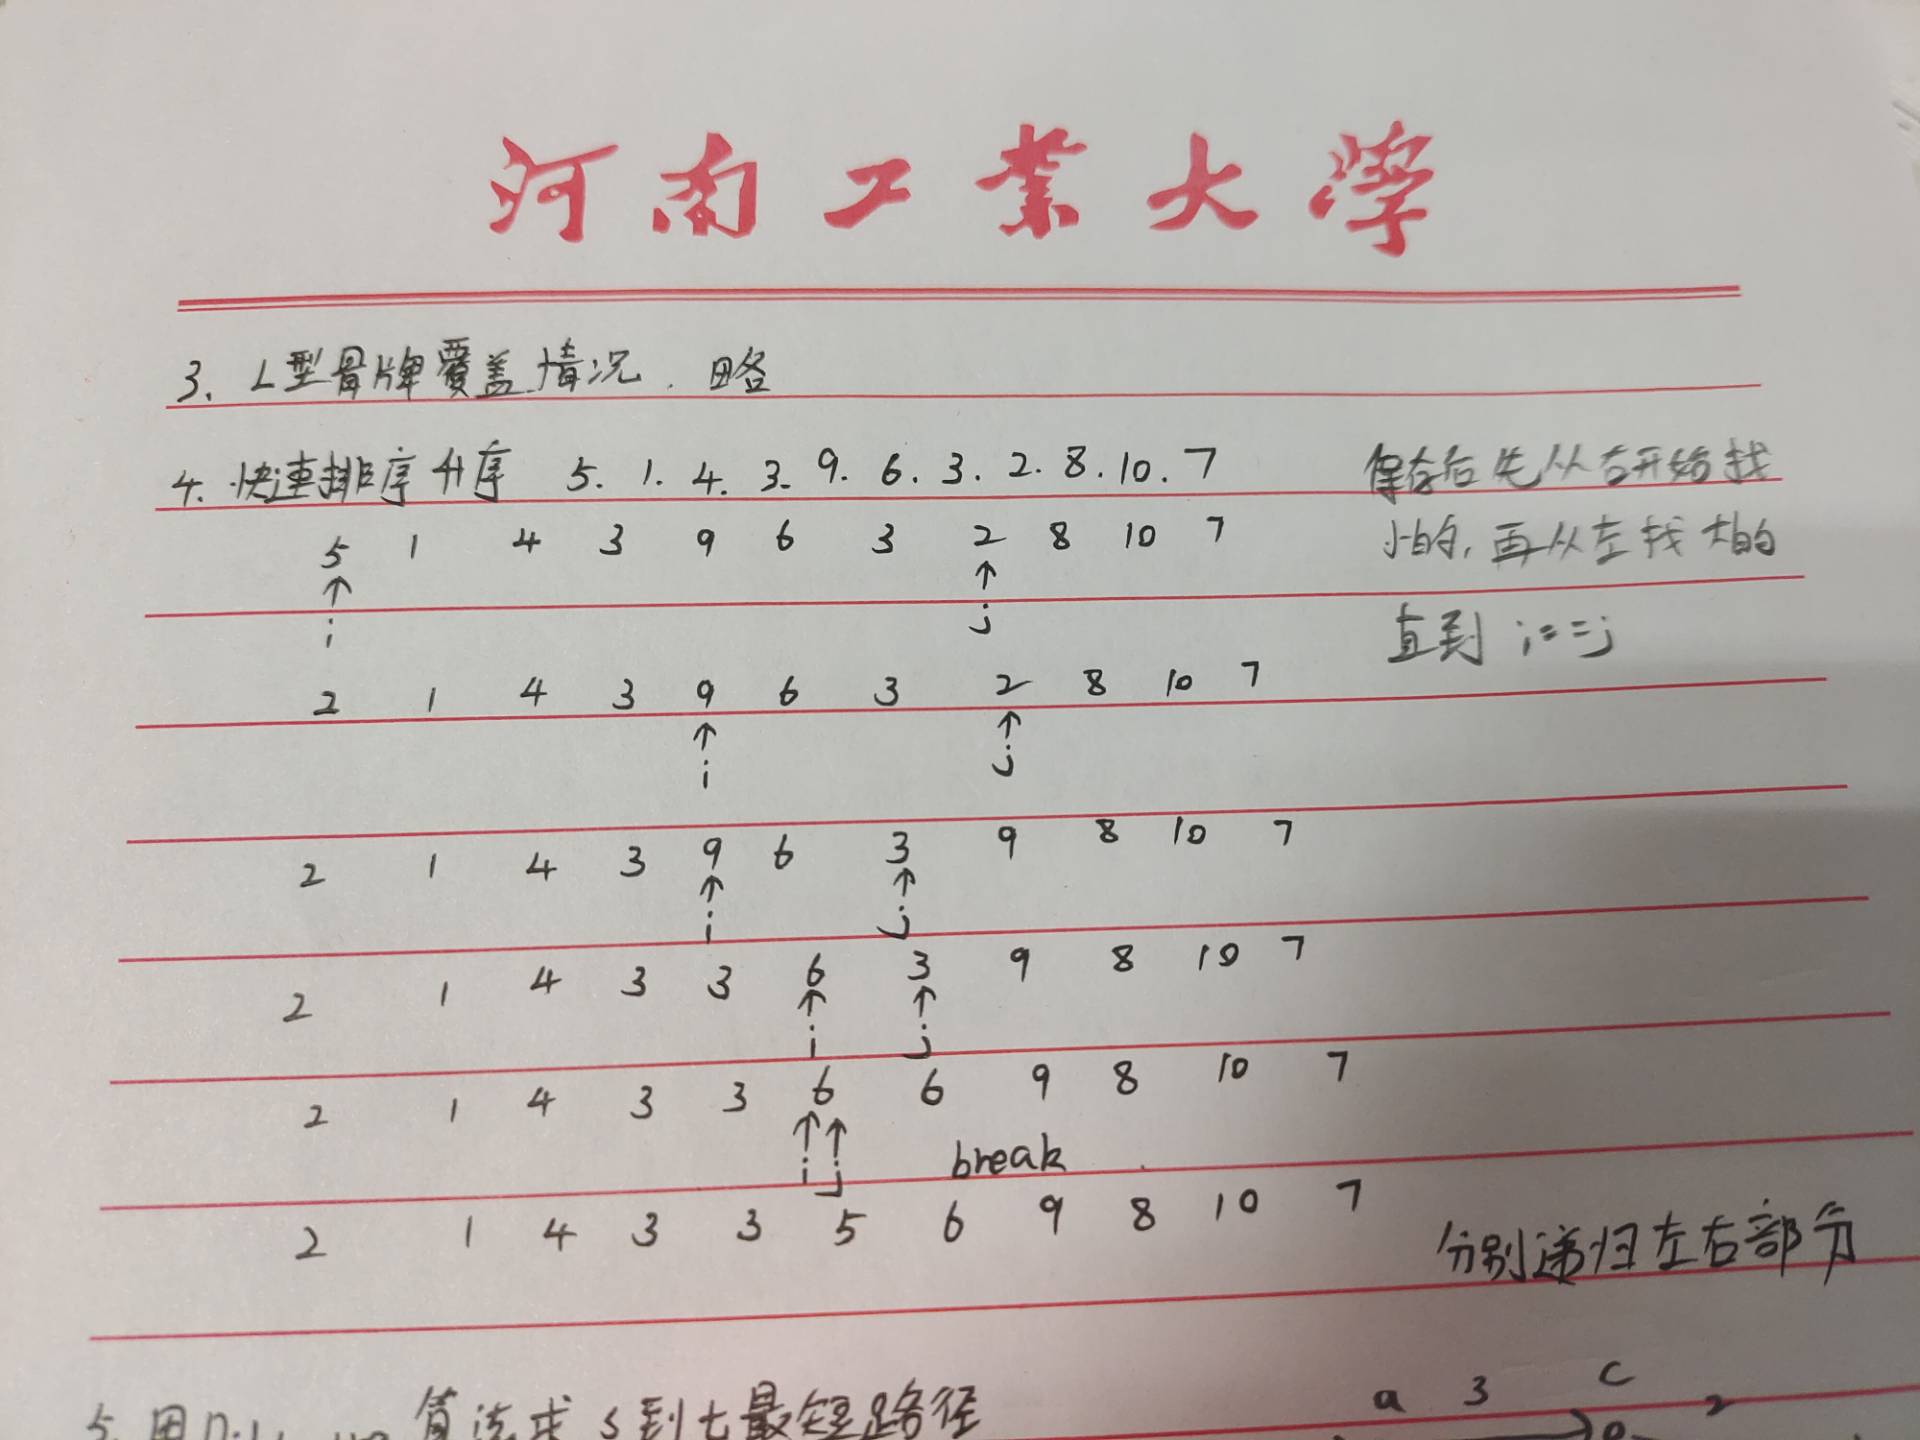 河南工业大学
3. L型骨牌覆盖情况. 略
4. 快速排序 升序 5. 1. 4. 3. 9. 6. 3. 2. 8. 10. 7
保存后先从右开始找
小的, 再从左找大的
直到 i==j
5 1 4 3 9 6 3 2 8 10 7
↑ ↑
i j
2 1 4 3 9 6 3 2 8 10 7
↑ ↑
i j
2 1 4 3 9 6 3 9 8 10 7
↑ ↑
i j
2 1 4 3 3 6 3 9 8 10 7
↑ ↑
i j
2 1 4 3 3 6 6 9 8 10 7
↑ ↑
i j break
2 1 4 3 3 5 6 9 8 10 7
分别递归左右部分
5. 用 算法求 s到t最短路径
a 3 c
2